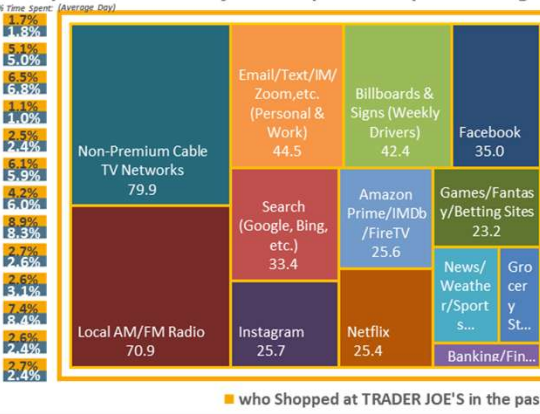 % Time Spent: (Average Day)
1.7%
1.8%
5.1%
5.0%
6.5%
6.8%
1.1%
1.0%
2.5%
2.4%
6.1%
5.9%
4.2%
6.0%
8.9%
8.3%
2.7%
2.6%
2.6%
3.1%
7.4%
8.4%
2.6%
2.4%
2.7%
2.4%
Non-Premium Cable
TV Networks
79.9
Local AM/FM Radio
70.9
Email/Text/IM/
Zoom,etc.
(Personal &
Work)
44.5
Billboards &
Signs (Weekly
Drivers)
42.4
Facebook
35.0
Search
(Google, Bing,
etc.)
33.4
Amazon
Prime/IMDb
/FireTV
25.6
Games/Fantas
y/Betting Sites
23.2
Instagram
25.7
Netflix
25.4
News/
Weathe
r/Sport
s...
Gro
cer
y
St...
Banking/Fin...
who Shopped at TRADER JOE'S in the pas